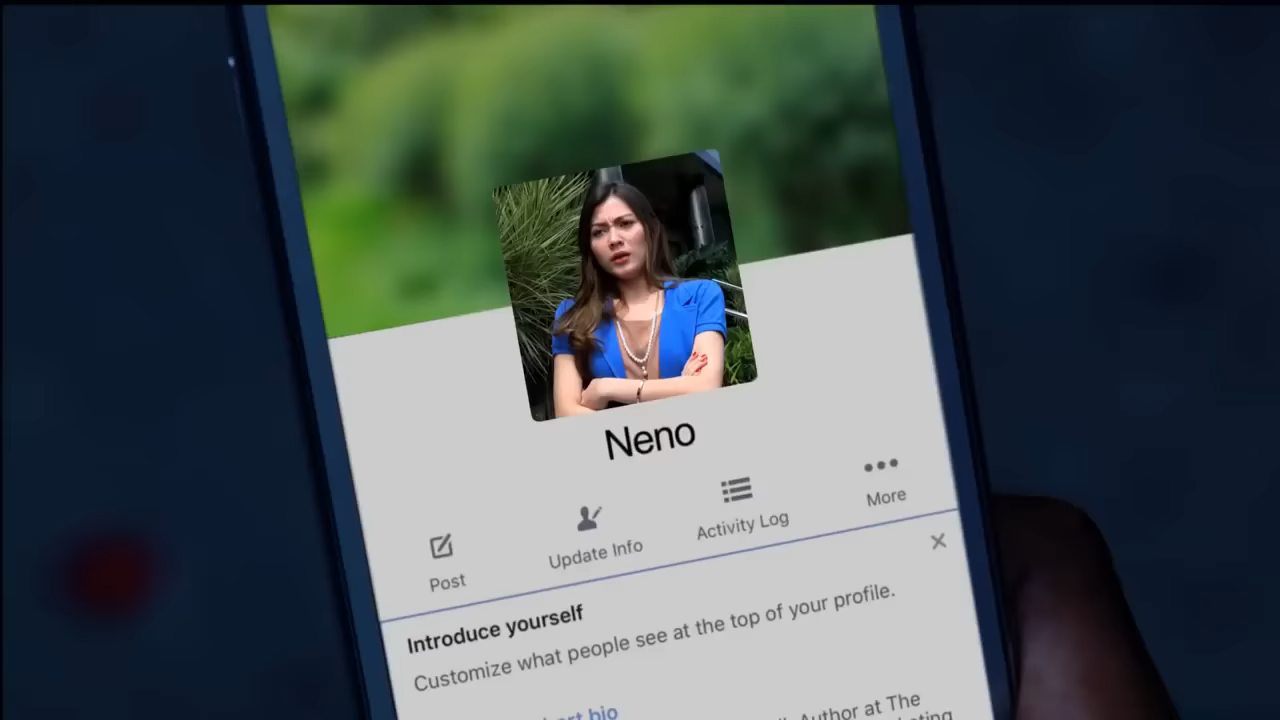 Neno
Post
Update Info
Activity Log
More
Introduce yourself
Customize what people see at the top of your profile.
bio
Author at The